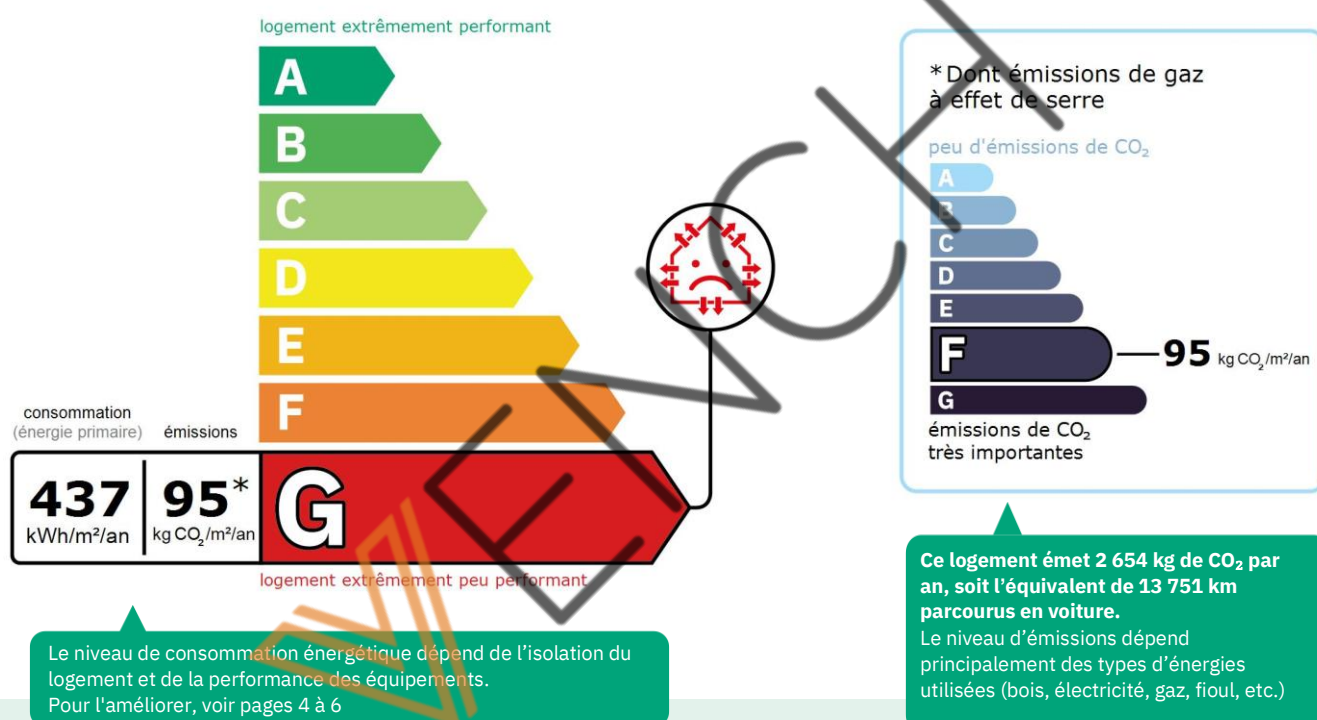 logement extrêmement performant
A
B
C
D
E
F
consommation
(énergie primaire)
émissions
437
kWh/m²/an
95*
kg CO₂/m²/an
G
logement extrêmement peu performant
Le niveau de consommation énergétique dépend de l'isolation du
logement et de la performance des équipements.
Pour l'améliorer, voir pages 4 à 6
*Dont émissions de gaz
à effet de serre
peu d'émissions de CO₂
A
B
C
D
E
F
95 kg CO₂/m²/an
G
émissions de CO₂
très importantes
Ce logement émet 2 654 kg de CO₂ par
an, soit l'équivalent de 13 751 km
parcourus en voiture.
Le niveau d'émissions dépend
principalement des types d'énergies
utilisées (bois, électricité, gaz, fioul, etc.)